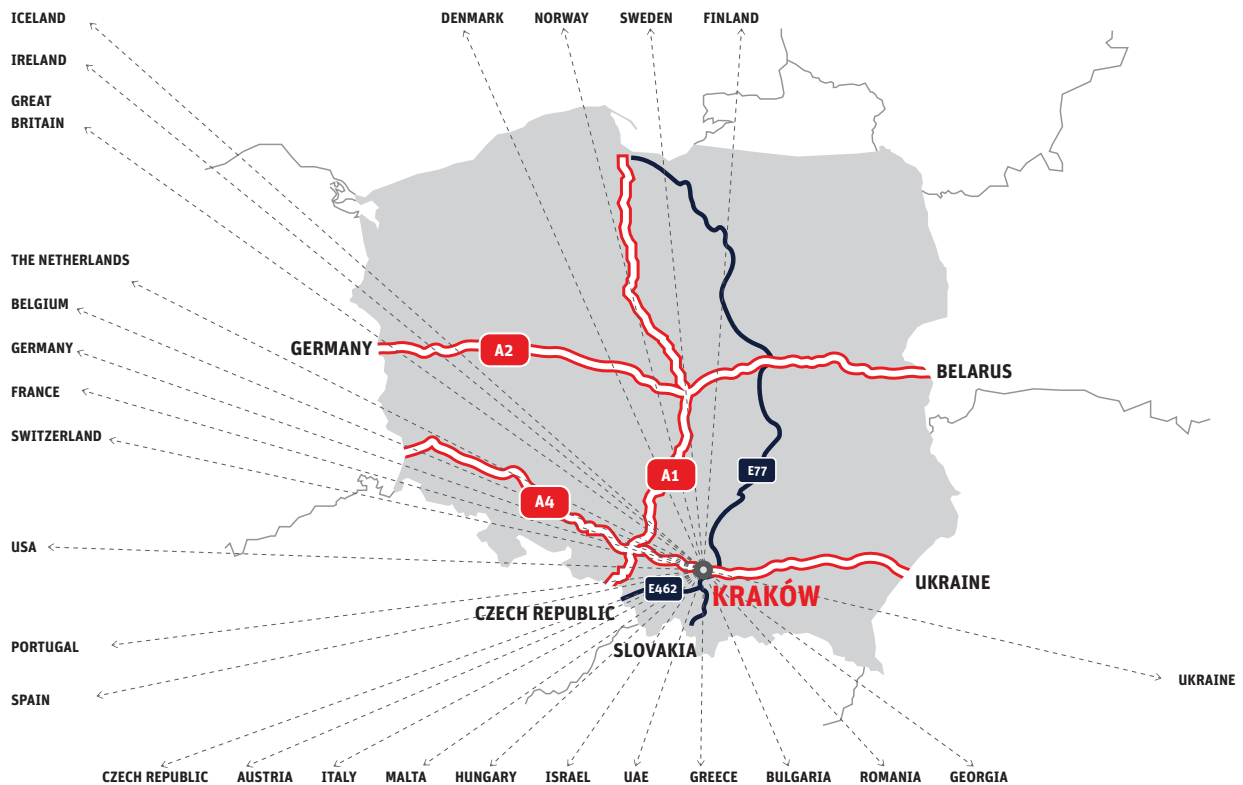 ICELAND
DENMARK
NORWAY
SWEDEN
FINLAND
IRELAND
GREAT
BRITAIN
THE NETHERLANDS
BELGIUM
GERMANY
FRANCE
SWITZERLAND
USA
PORTUGAL
SPAIN
GERMANY
A2
BELARUS
A1
E77
A4
E462
KRAKÓW
UKRAINE
CZECH REPUBLIC
SLOVAKIA
UKRAINE
CZECH REPUBLIC
AUSTRIA
ITALY
MALTA
HUNGARY
ISRAEL
UAE
GREECE
BULGARIA
ROMANIA
GEORGIA